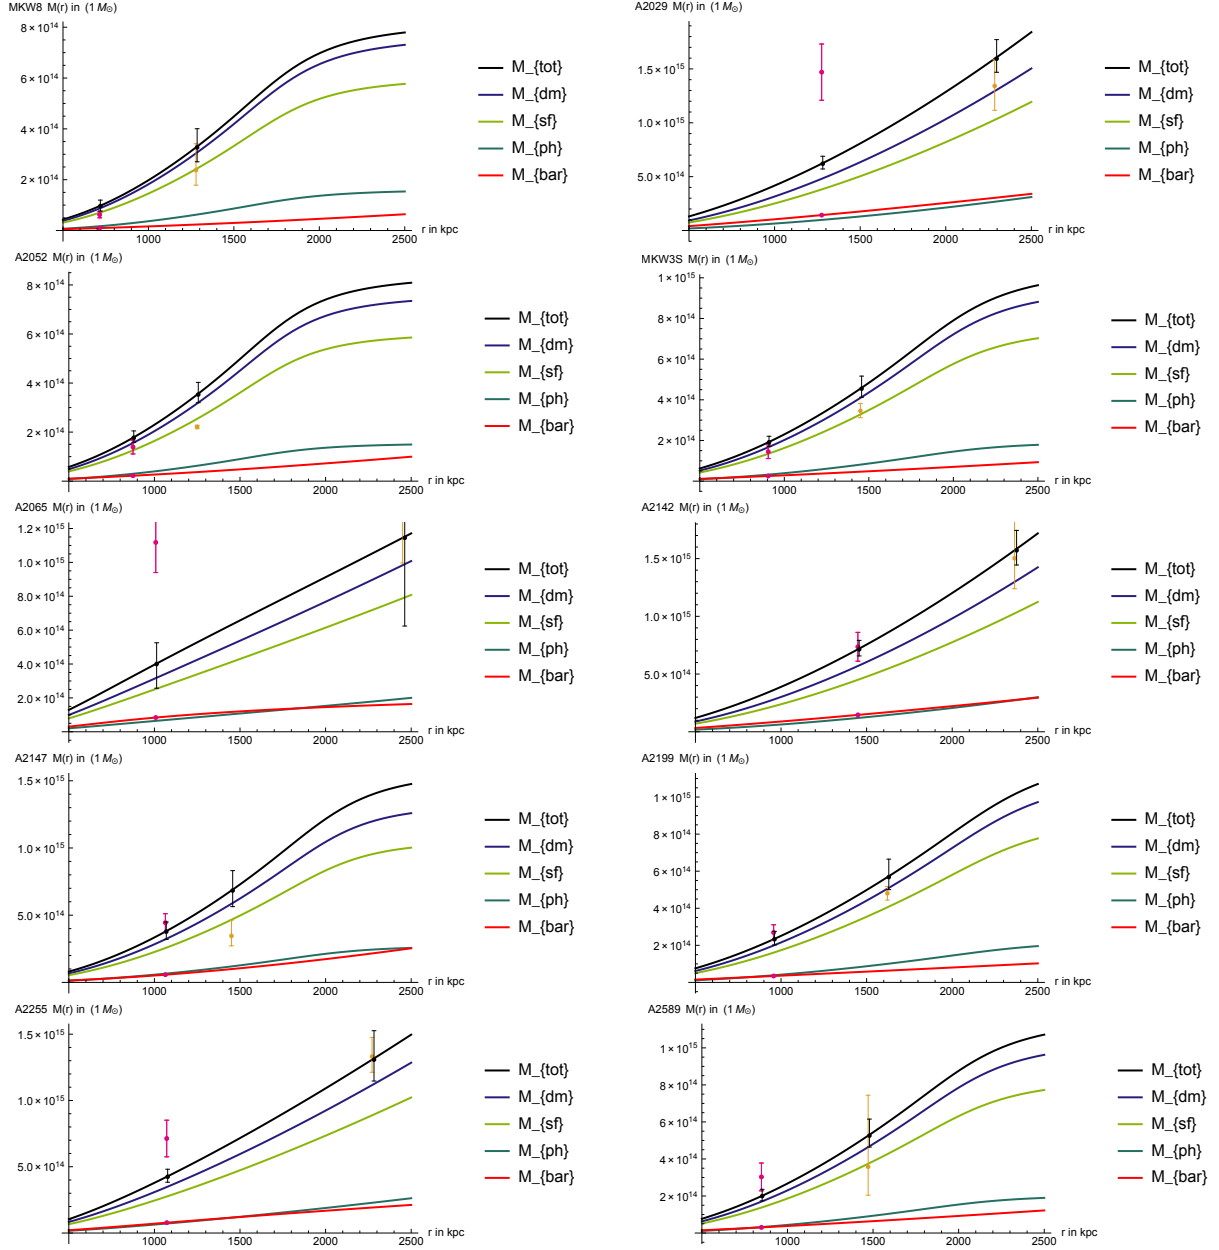 MKW8 M(r) in (1 M☉)
8 × 10^14
6 × 10^14
4 × 10^14
2 × 10^14
1000 1500 2000 2500 r in kpc
M_{tot}
M_{dm}
M_{sf}
M_{ph}
M_{bar}
A2029 M(r) in (1 M☉)
1.5 × 10^15
1.0 × 10^15
5.0 × 10^14
1000 1500 2000 2500 r in kpc
M_{tot}
M_{dm}
M_{sf}
M_{ph}
M_{bar}
A2052 M(r) in (1 M☉)
8 × 10^14
6 × 10^14
4 × 10^14
2 × 10^14
1000 1500 2000 2500 r in kpc
M_{tot}
M_{dm}
M_{sf}
M_{ph}
M_{bar}
MKW3S M(r) in (1 M☉)
1 × 10^15
8 × 10^14
6 × 10^14
4 × 10^14
2 × 10^14
1000 1500 2000 2500 r in kpc
M_{tot}
M_{dm}
M_{sf}
M_{ph}
M_{bar}
A2065 M(r) in (1 M☉)
1.2 × 10^15
1.0 × 10^15
8.0 × 10^14
6.0 × 10^14
4.0 × 10^14
2.0 × 10^14
1000 1500 2000 2500 r in kpc
M_{tot}
M_{dm}
M_{sf}
M_{ph}
M_{bar}
A2142 M(r) in (1 M☉)
1.5 × 10^15
1.0 × 10^15
5.0 × 10^14
1000 1500 2000 2500 r in kpc
M_{tot}
M_{dm}
M_{sf}
M_{ph}
M_{bar}
A2147 M(r) in (1 M☉)
1.5 × 10^15
1.0 × 10^15
5.0 × 10^14
1000 1500 2000 2500 r in kpc
M_{tot}
M_{dm}
M_{sf}
M_{ph}
M_{bar}
A2199 M(r) in (1 M☉)
1 × 10^15
8 × 10^14
6 × 10^14
4 × 10^14
2 × 10^14
1000 1500 2000 2500 r in kpc
M_{tot}
M_{dm}
M_{sf}
M_{ph}
M_{bar}
A2255 M(r) in (1 M☉)
1.5 × 10^15
1.0 × 10^15
5.0 × 10^14
1000 1500 2000 2500 r in kpc
M_{tot}
M_{dm}
M_{sf}
M_{ph}
M_{bar}
A2589 M(r) in (1 M☉)
1 × 10^15
8 × 10^14
6 × 10^14
4 × 10^14
2 × 10^14
1000 1500 2000 2500 r in kpc
M_{tot}
M_{dm}
M_{sf}
M_{ph}
M_{bar}